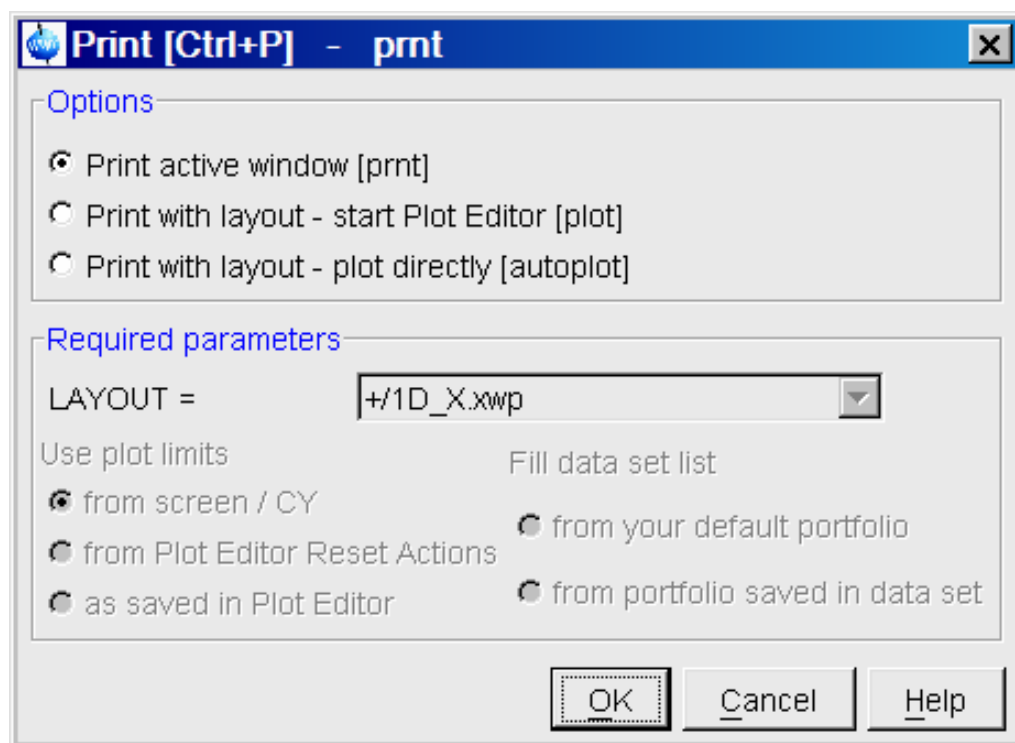 Print [Ctrl+P] - prnt
Options
Print active window [prnt]
Print with layout - start Plot Editor [plot]
Print with layout - plot directly [autoplot]
Required parameters
LAYOUT = +/1D_X.xwp
Use plot limits
from screen / CY
from Plot Editor Reset Actions
as saved in Plot Editor
Fill data set list
from your default portfolio
from portfolio saved in data set
OK Cancel Help